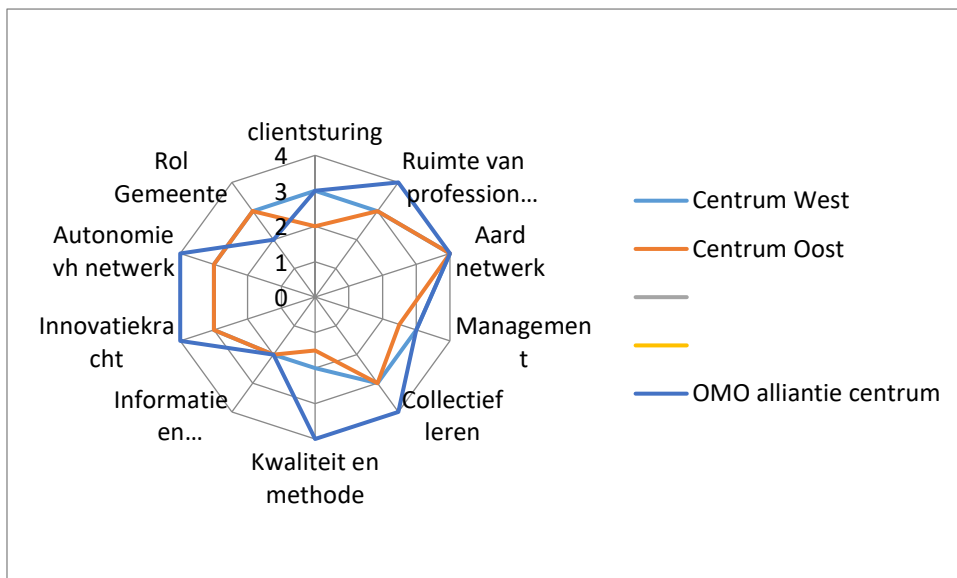 clientsturing
4
3
2
1
0
Ruimte van
profession...
Aard
netwerk
Managemen
t
Collectief
leren
Kwaliteit en
methode
Informatie
en...
Innovatiekra
cht
Autonomie
vh netwerk
Rol
Gemeente
Centrum West
Centrum Oost
OMO alliantie centrum